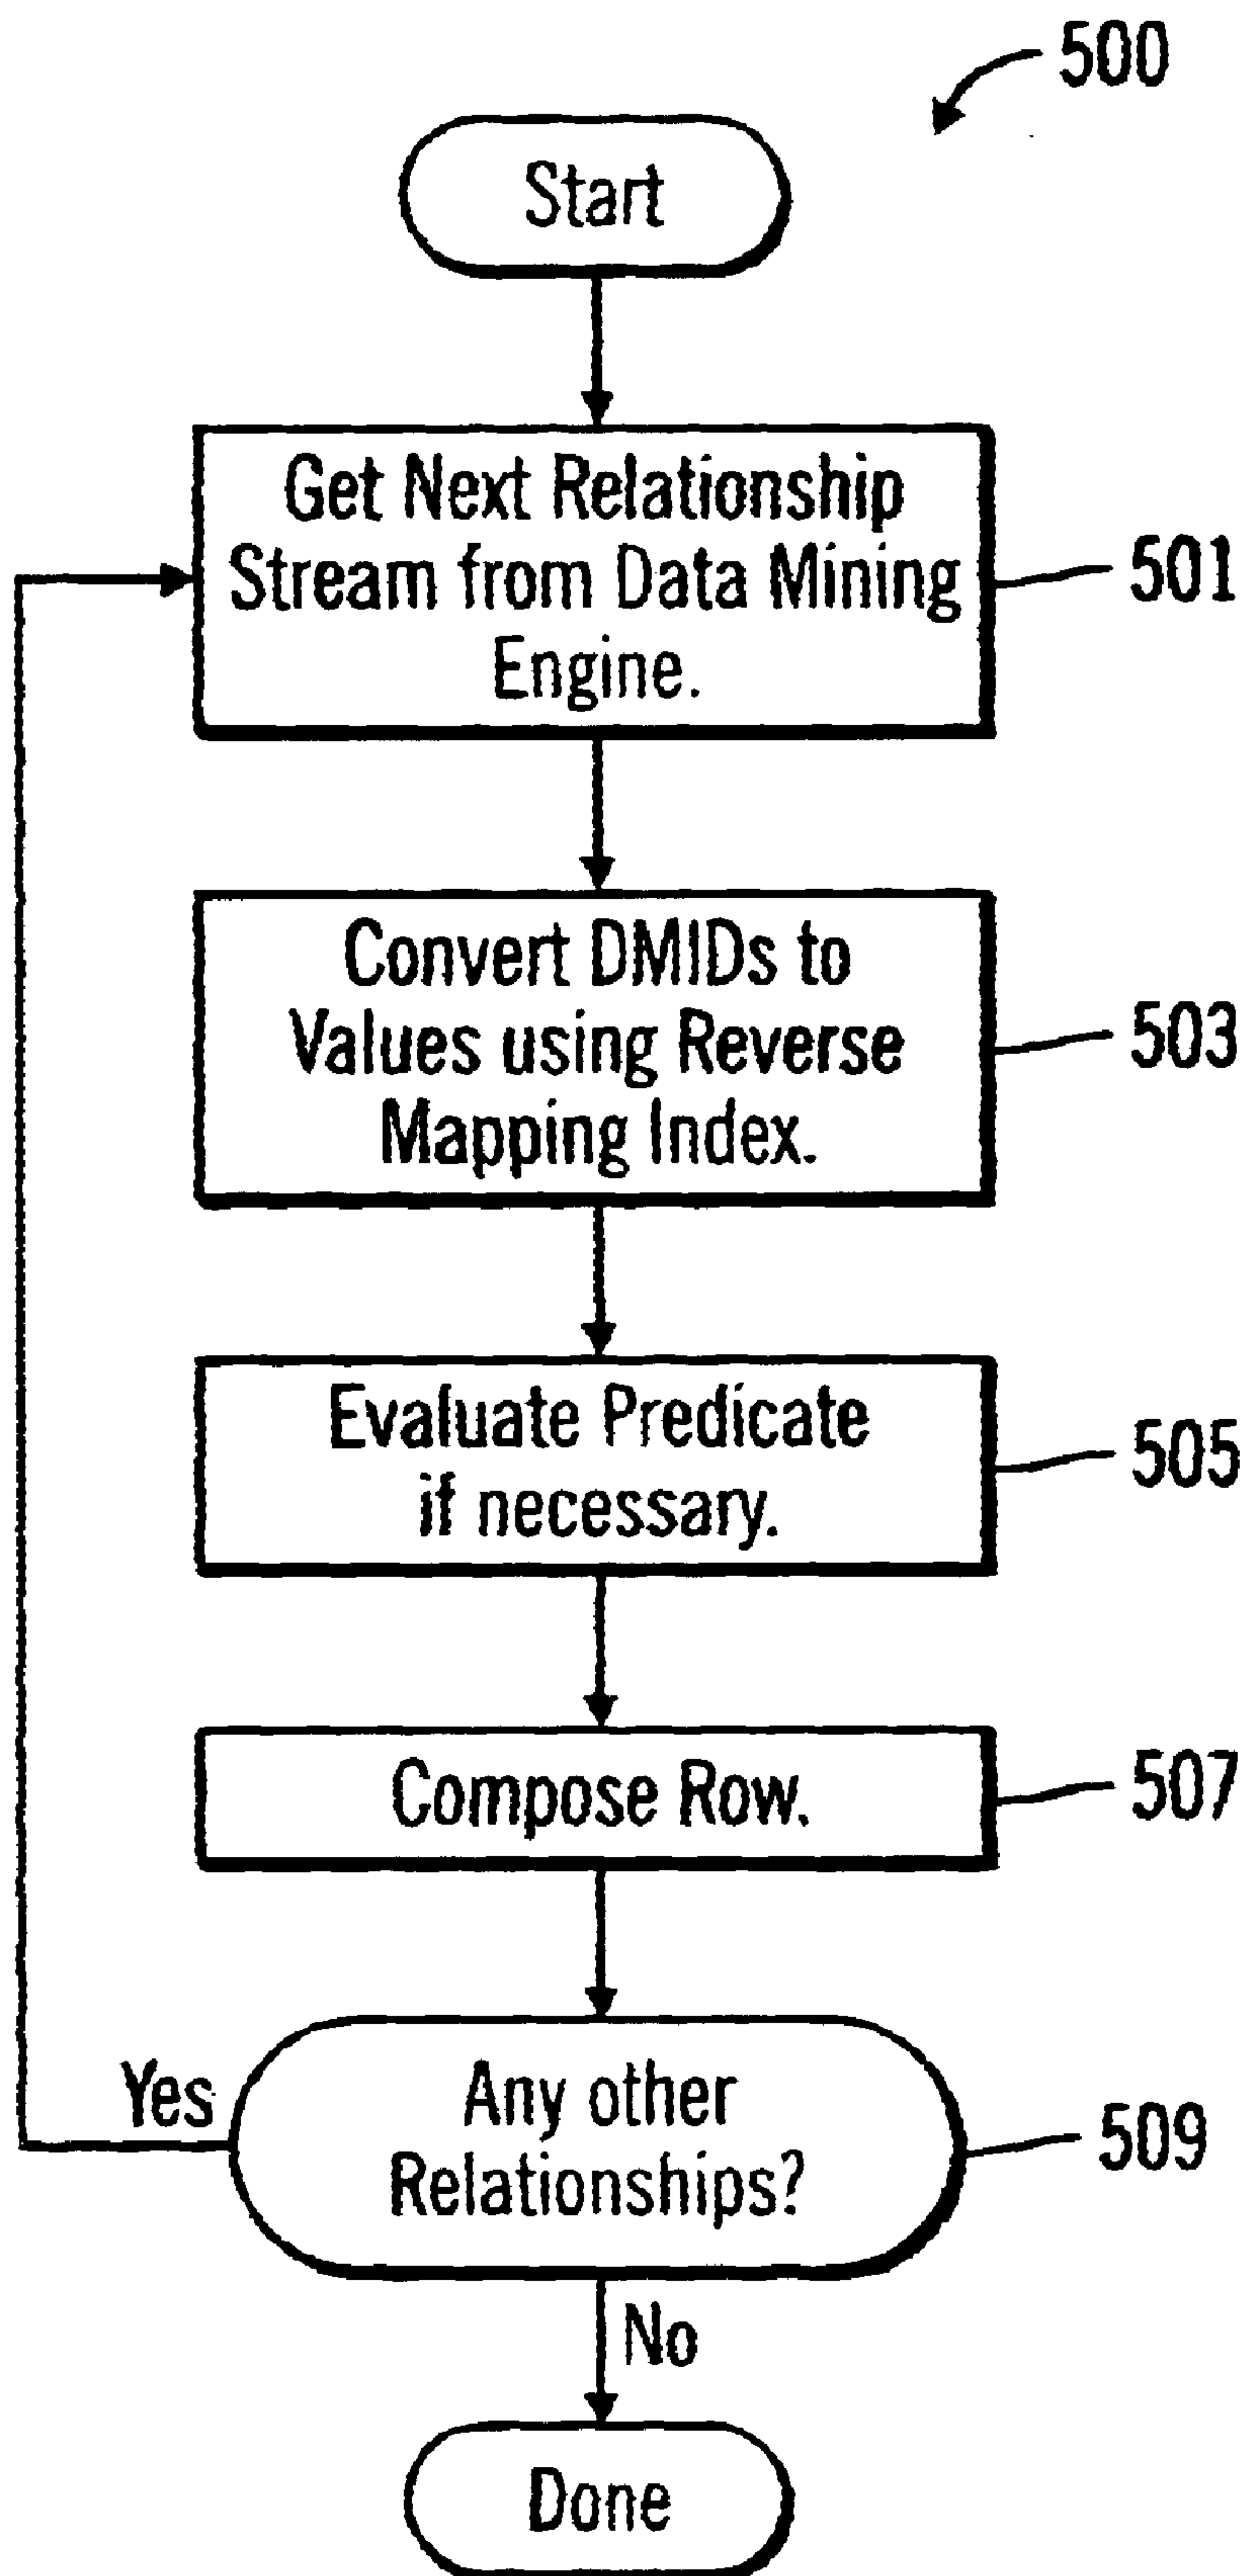 500
Start
Get Next Relationship
Stream from Data Mining
Engine.
501
Convert DMIDs to
Values using Reverse
Mapping Index.
503
Evaluate Predicate
if necessary.
505
Compose Row.
507
Yes
Any other
Relationships?
509
No
Done